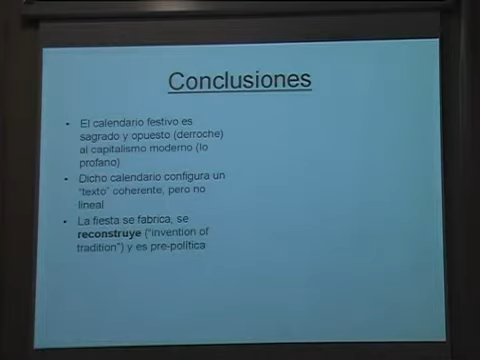 Conclusiones
• El calendario festivo es
sagrado y opuesto (derroche)
al capitalismo moderno (lo
profano)
• Dicho calendario configura un
"texto" coherente, pero no
lineal
• La fiesta se fabrica, se
reconstruye ("invention of
tradition") y es pre-política